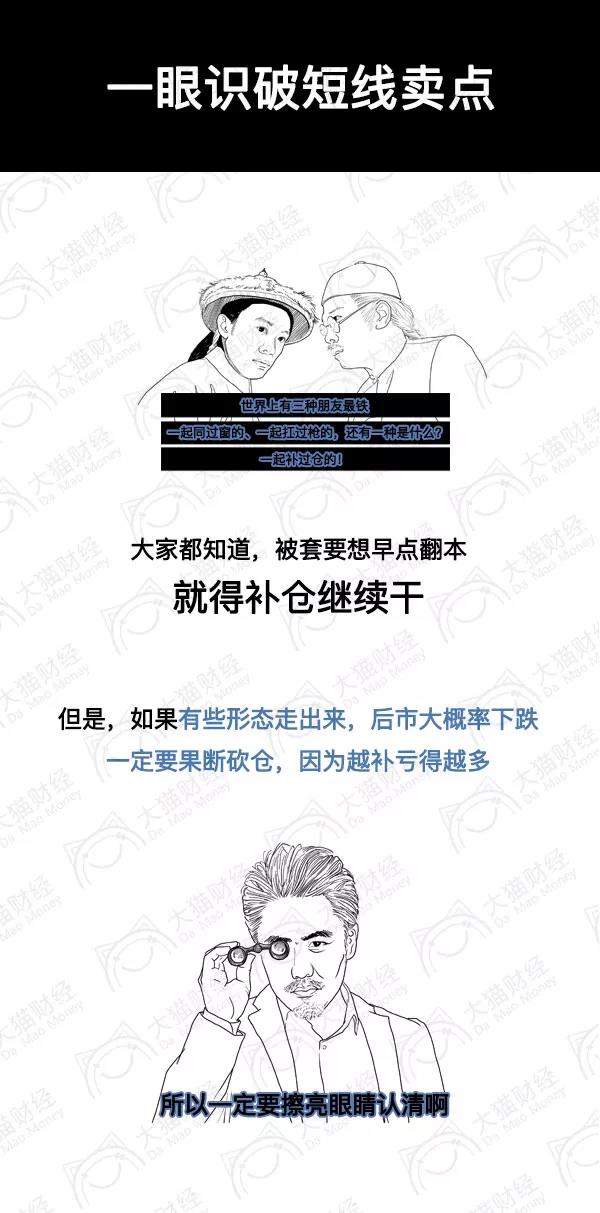 一眼识破短线卖点
世界上有三种朋友最铁
一起同过窗的、一起扛过枪的，还有一种是什么？
一起补过仓的！
大家都知道，被套要想早点翻本
就得补仓继续干
但是，如果有些形态走出来，后市大概率下跌
一定要果断砍仓，因为越补亏得越多
所以一定要擦亮眼睛认清啊
大猫财经
Da Mao Money